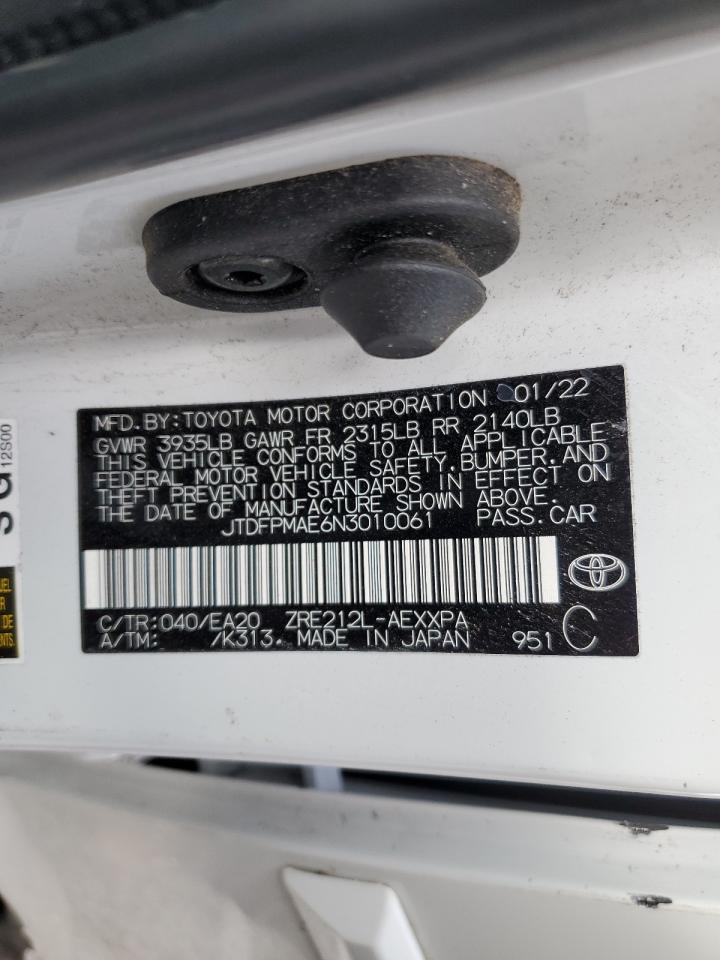 MFD.BY:TOYOTA MOTOR CORPORATION 01/22
GVWR 3935LB GAWR FR 2315LB RR 2140LB
THIS VEHICLE CONFORMS TO ALL APPLICABLE
FEDERAL MOTOR VEHICLE SAFETY,BUMPER,AND
THEFT PREVENTION STANDARDS IN EFFECT ON
THE DATE OF MANUFACTURE SHOWN ABOVE.
JTDFPMAE6N3010061 PASS.CAR
C/TR:040/EA20 ZRE212L-AEXXPA
A/TM: /K313. MADE IN JAPAN 951 C
12S00